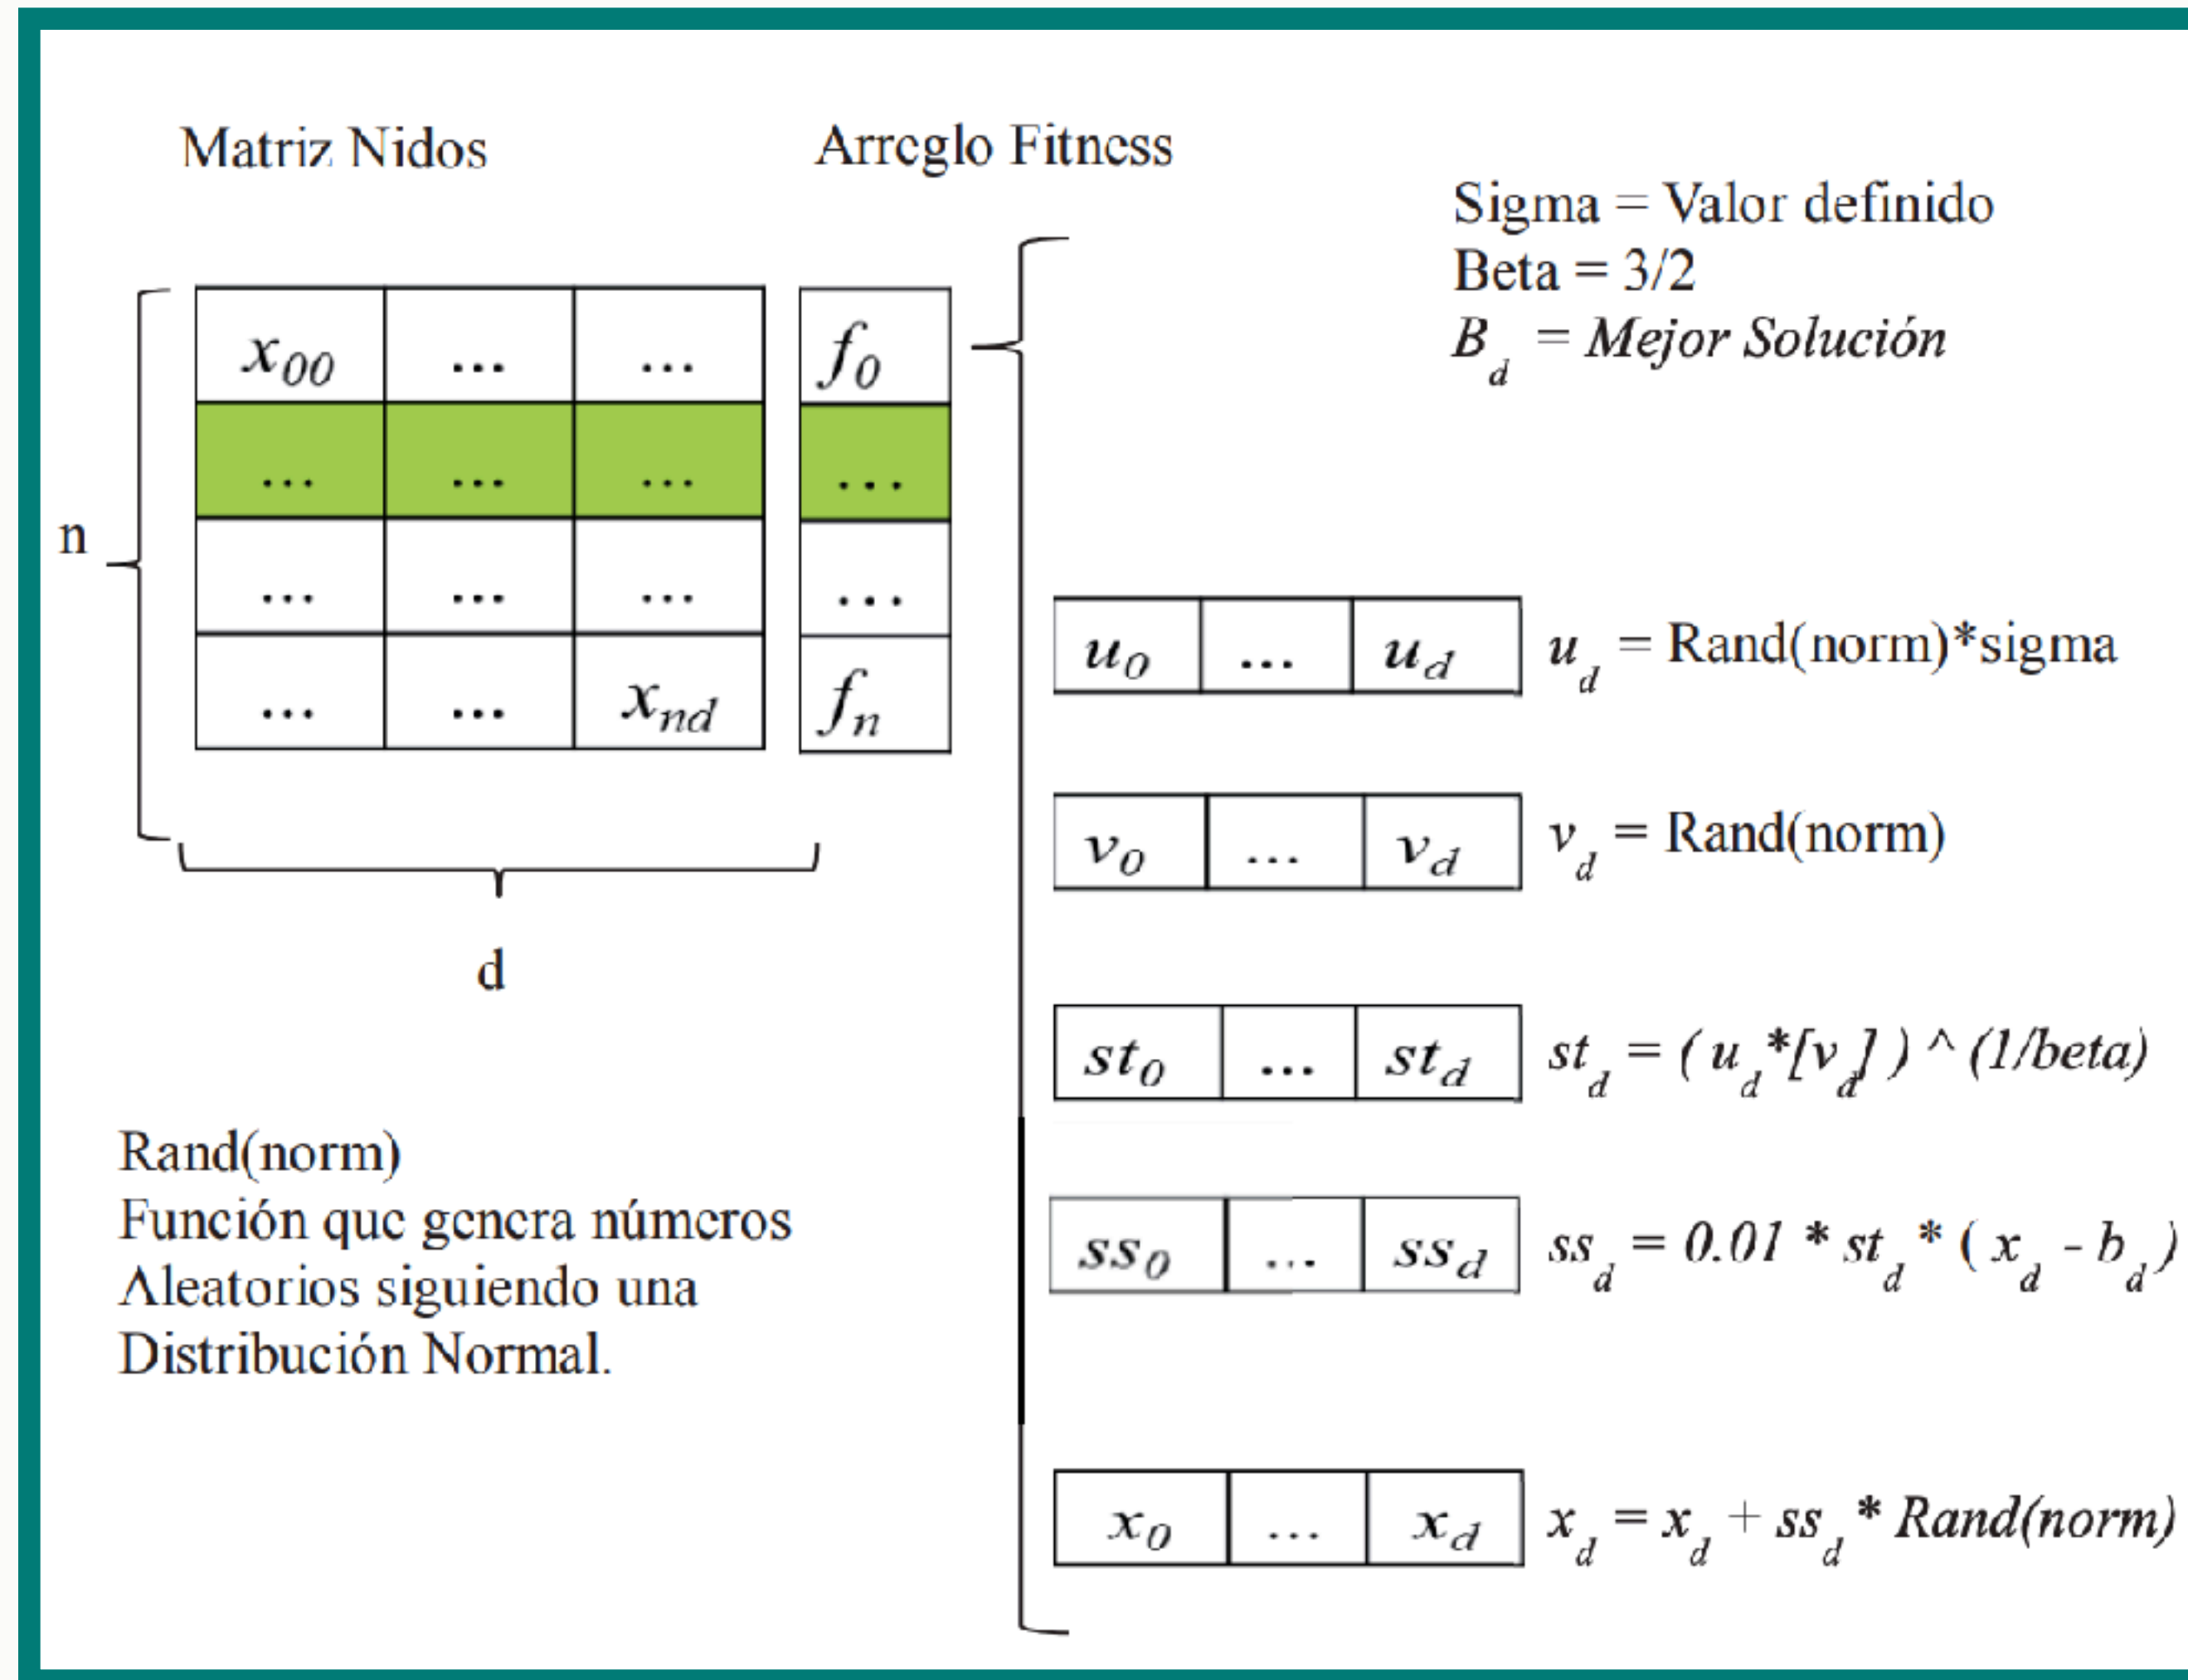 Matriz Nidos
Arreglo Fitness
Sigma = Valor definido
Beta = 3/2
B_d = Mejor Solución
n
x_00 ... ... f_0
... ... ... ...
... ... ... ...
... ... x_nd f_n
d
u_0 ... u_d u_d = Rand(norm)*sigma
v_0 ... v_d v_d = Rand(norm)
st_0 ... st_d st_d = ( u_d*[v_d] ) ^ (1/beta)
ss_0 ... ss_d ss_d = 0.01 * st_d * ( x_d - b_d )
x_0 ... x_d x_d = x_d + ss_d * Rand(norm)
Rand(norm)
Función que genera números
Aleatorios siguiendo una
Distribución Normal.